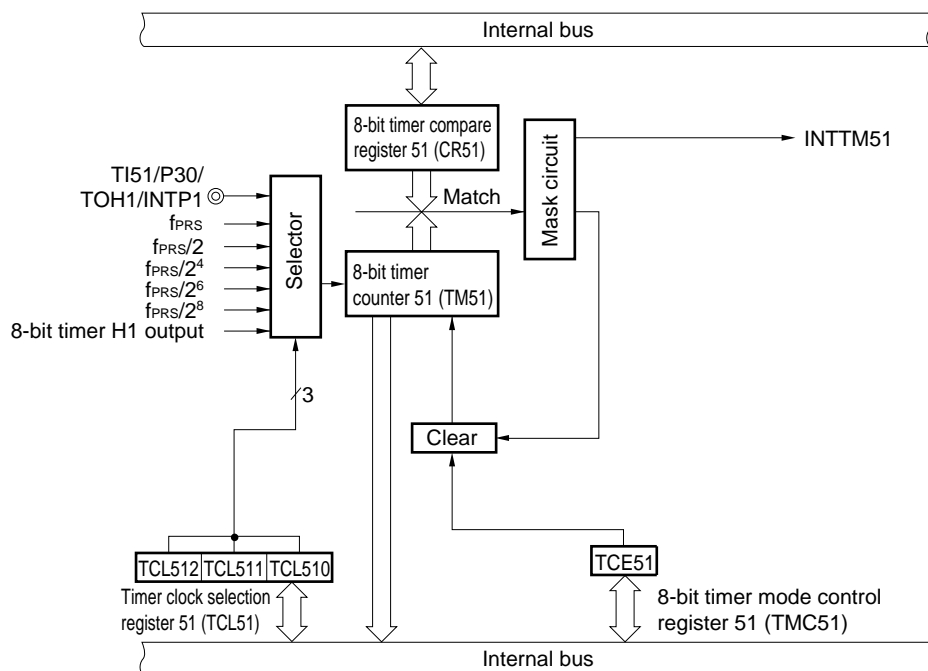 Internal bus
8-bit timer compare
register 51 (CR51)
Mask circuit
INTTM51
TI51/P30/
TOH1/INTP1
Match
fPRS
fPRS/2
fPRS/2⁴
fPRS/2⁶
fPRS/2⁸
8-bit timer H1 output
Selector
8-bit timer
counter 51 (TM51)
3
Clear
TCL512 TCL511 TCL510
Timer clock selection
register 51 (TCL51)
TCE51
8-bit timer mode control
register 51 (TMC51)
Internal bus